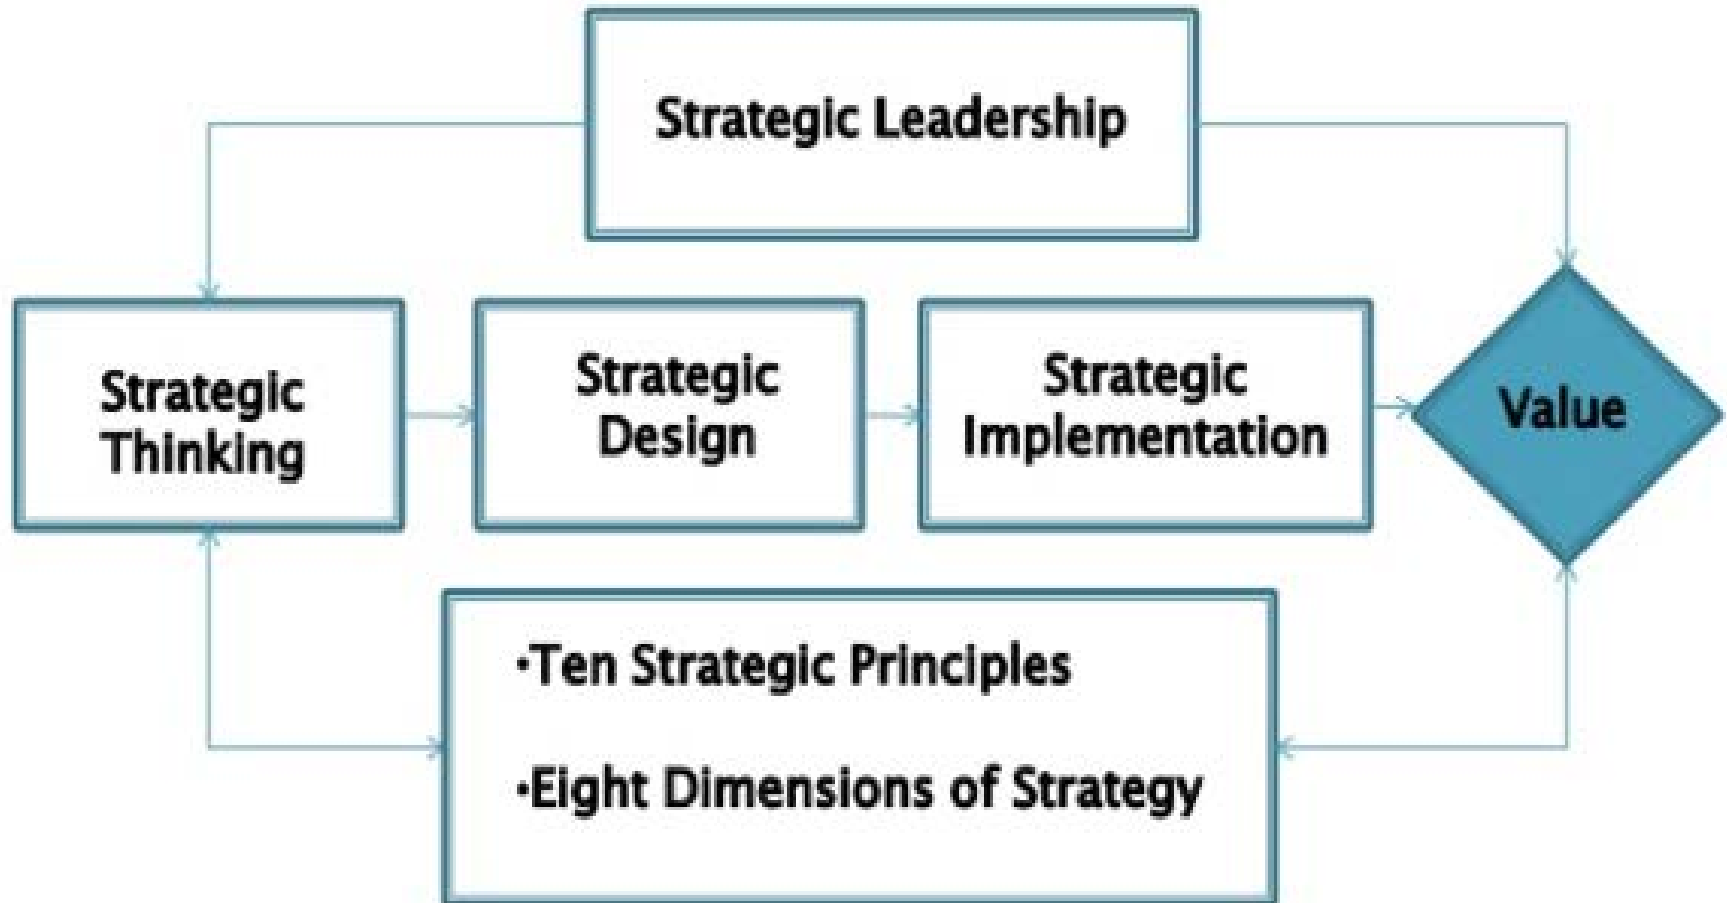 Strategic Leadership
Strategic
Thinking
Strategic
Design
Strategic
Implementation
Value
•Ten Strategic Principles
•Eight Dimensions of Strategy